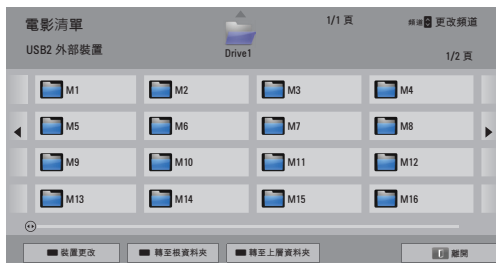 電影清單
1/1 頁
頻道 更改頻道
USB2 外部裝置
Drive1
1/2 頁
M1 M2 M3 M4
M5 M6 M7 M8
M9 M10 M11 M12
M13 M14 M15 M16
裝置更改 轉至根資料夾 轉至上層資料夾 離開